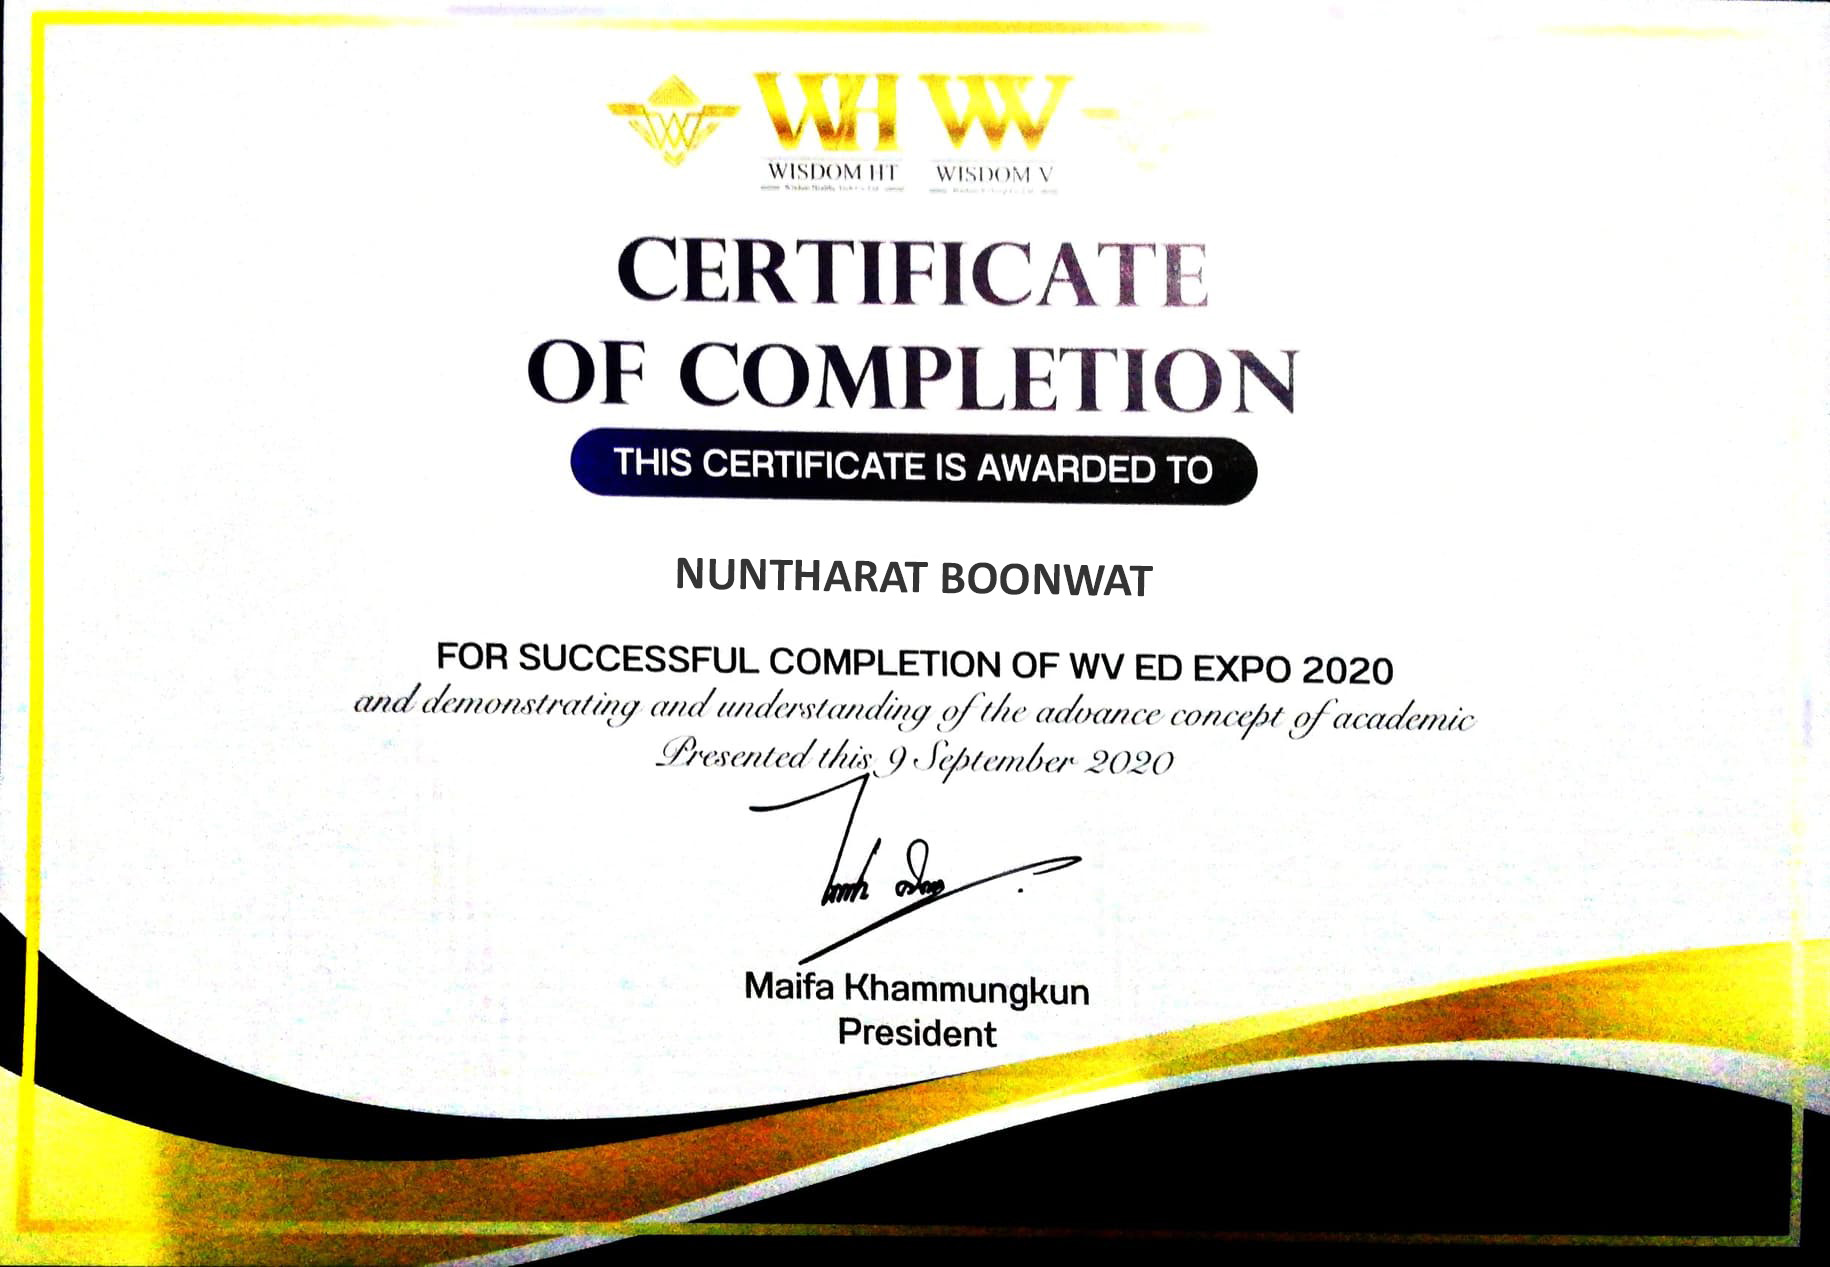 WH WV
WISDOM HT WISDOM V
CERTIFICATE
OF COMPLETION
THIS CERTIFICATE IS AWARDED TO
NUNTHARAT BOONWAT
FOR SUCCESSFUL COMPLETION OF WV ED EXPO 2020
and demonstrating and understanding of the advance concept of academic
Presented this 9 September 2020
Maifa Khammungkun
President